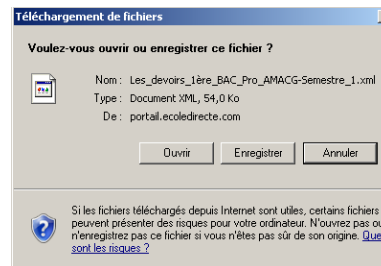 Téléchargement de fichiers
Voulez-vous ouvrir ou enregistrer ce fichier ?
Nom : Les_devoirs_1ère_BAC_Pro_AMACG-Semestre_1.xml
Type : Document XML, 54,0 Ko
De : portail.ecoledirecte.com
Ouvrir Enregistrer Annuler
Si les fichiers téléchargés depuis Internet sont utiles, certains fichiers
peuvent présenter des risques pour votre ordinateur. N'ouvrez pas ou
n'enregistrez pas ce fichier si vous n'êtes pas sûr de son origine. Que
sont les risques ?